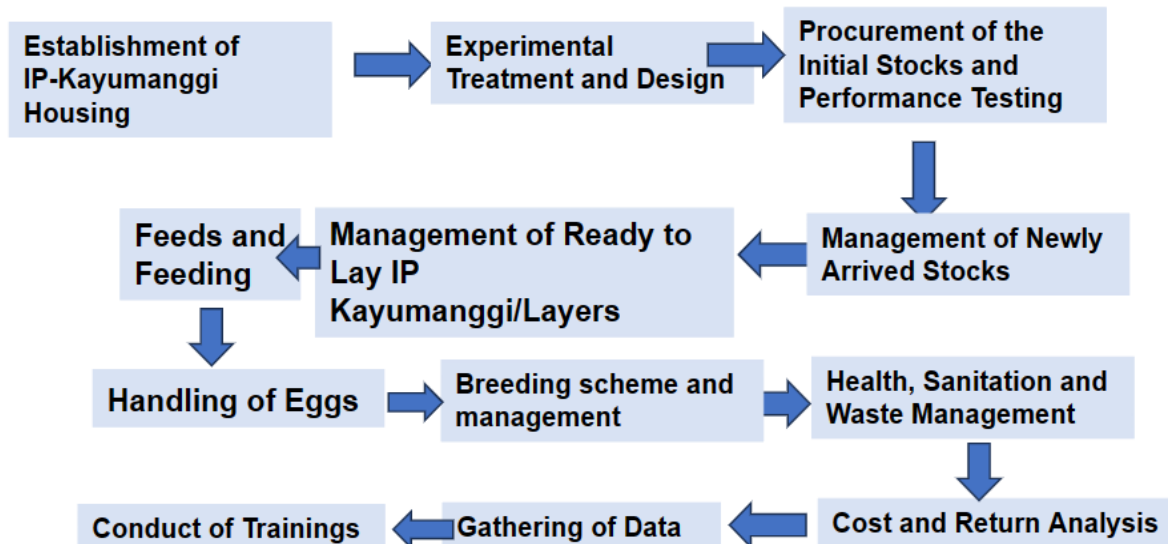 Establishment of
IP-Kayumanggi
Housing
Experimental
Treatment and Design
Procurement of the
Initial Stocks and
Performance Testing
Management of Newly
Arrived Stocks
Management of Ready to
Lay IP
Kayumanggi/Layers
Feeds and
Feeding
Handling of Eggs
Breeding scheme and
management
Health, Sanitation and
Waste Management
Cost and Return Analysis
Gathering of Data
Conduct of Trainings